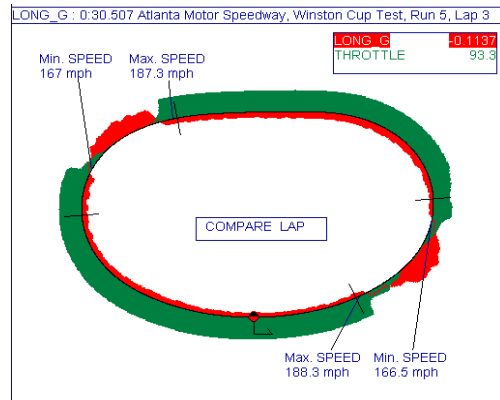 LONG_G : 0:30.507 Atlanta Motor Speedway, Winston Cup Test, Run 5, Lap 3
LONG_G -0.1137
THROTTLE 93.3
Min. SPEED
167 mph
Max. SPEED
187.3 mph
COMPARE LAP
Max. SPEED
188.3 mph
Min. SPEED
166.5 mph